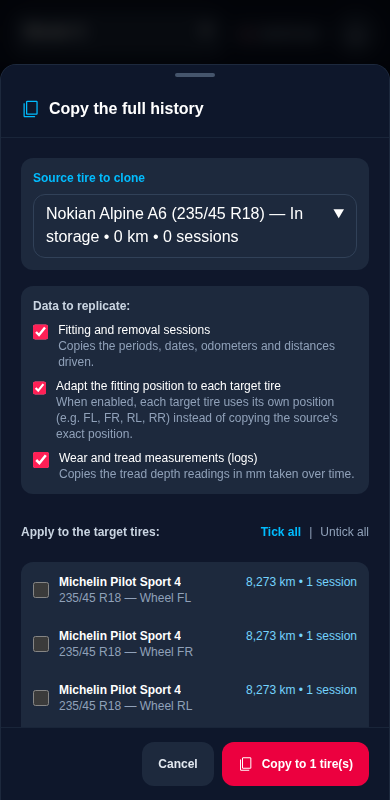 Copy the full history
Source tire to clone
Nokian Alpine A6 (235/45 R18) — In
storage • 0 km • 0 sessions
Data to replicate:
Fitting and removal sessions
Copies the periods, dates, odometers and distances
driven.
Adapt the fitting position to each target tire
When enabled, each target tire uses its own position
(e.g. FL, FR, RL, RR) instead of copying the source's
exact position.
Wear and tread measurements (logs)
Copies the tread depth readings in mm taken over time.
Apply to the target tires: Tick all | Untick all
Michelin Pilot Sport 4 8,273 km • 1 session
235/45 R18 — Wheel FL
Michelin Pilot Sport 4 8,273 km • 1 session
235/45 R18 — Wheel FR
Michelin Pilot Sport 4 8,273 km • 1 session
235/45 R18 — Wheel RL
Cancel Copy to 1 tire(s)